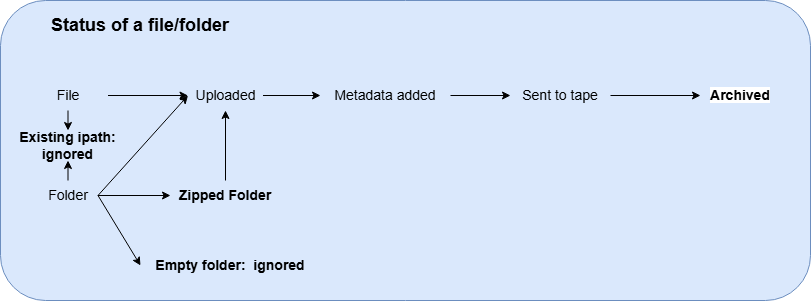 Status of a file/folder
File
Uploaded
Metadata added
Sent to tape
Archived
Existing ipath:
ignored
Folder
Zipped Folder
Empty folder:  ignored